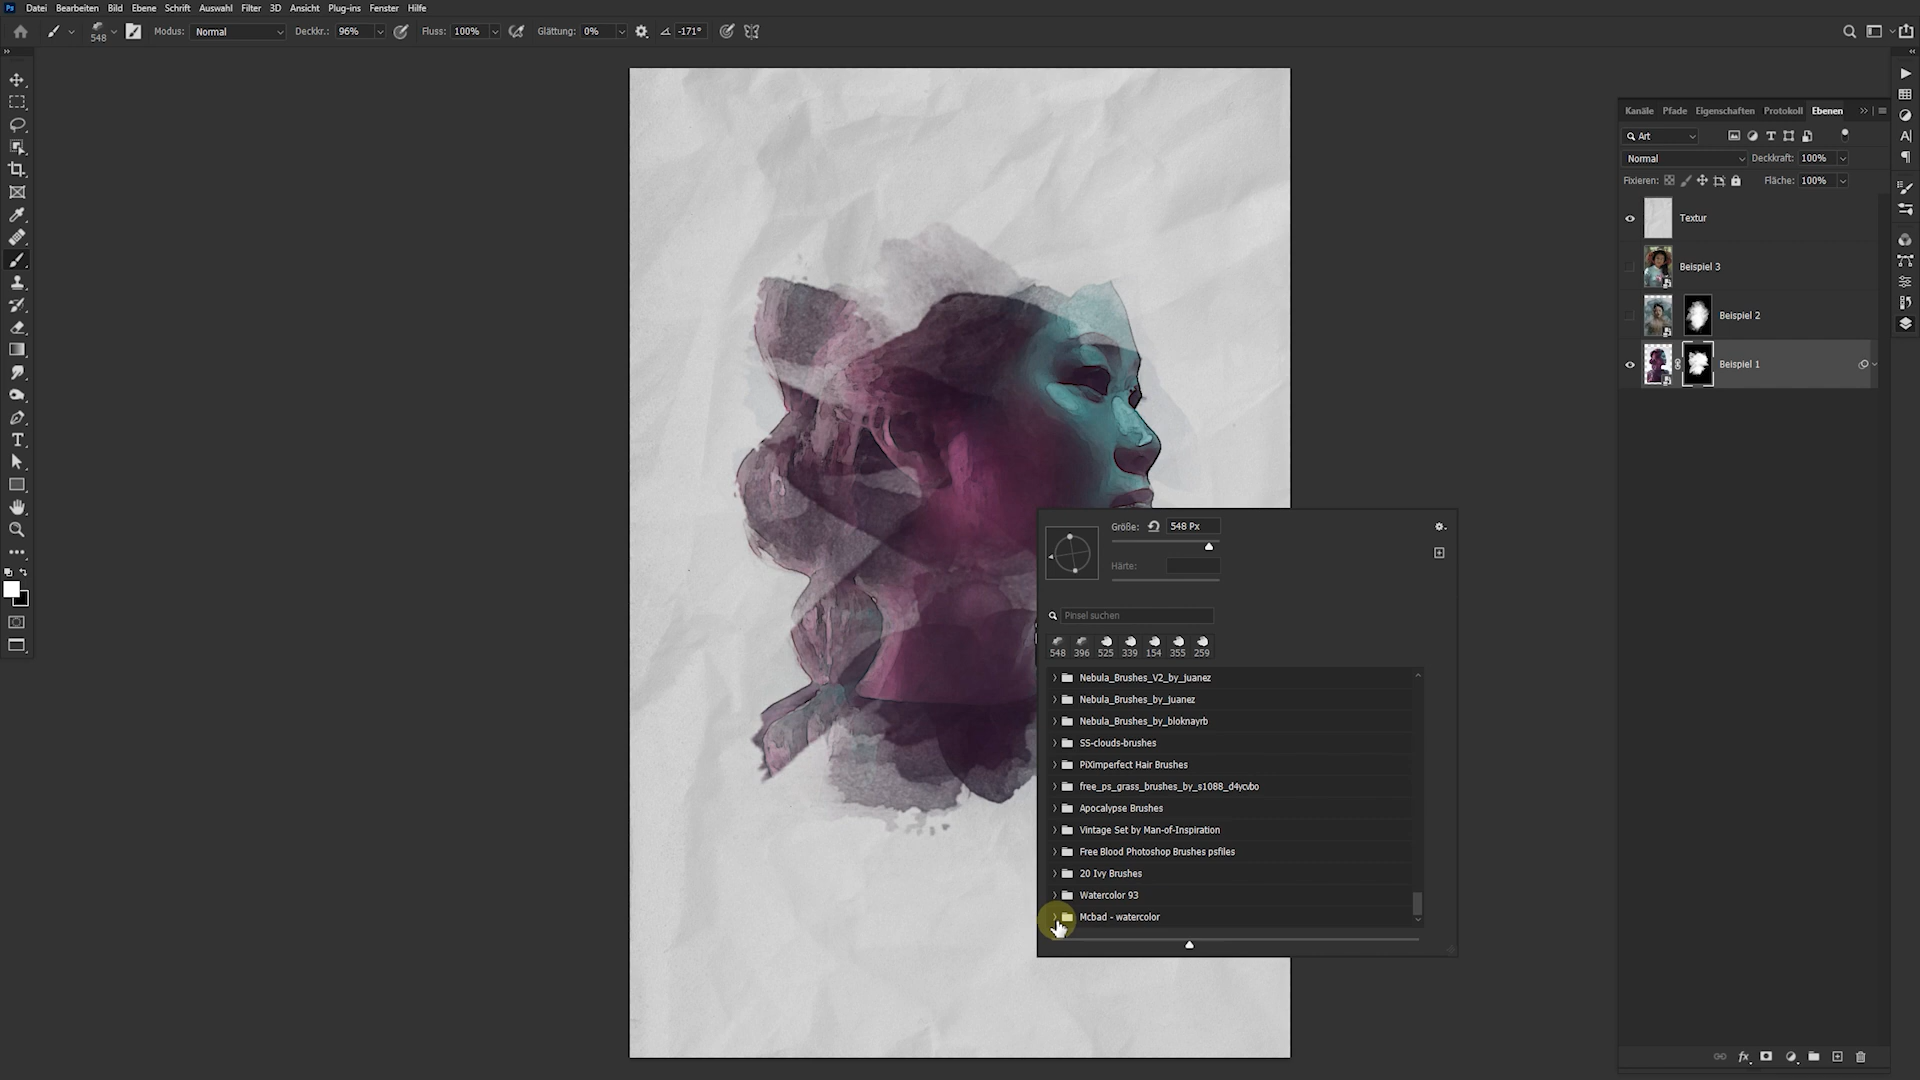 Ps Datei Bearbeiten Bild Ebene Schrift Auswahl Filter 3D Ansicht Plug-ins Fenster Hilfe
548 Modus: Normal Deckkr.: 96% Fluss: 100% Glättung: 0% -171°
Kanäle Pfade Eigenschaften Protokoll Ebenen
Art
Normal Deckkraft: 100%
Fixieren: Fläche: 100%
Textur
Beispiel 3
Beispiel 2
Beispiel 1
Größe: 548 Px
Härte:
Pinsel suchen
548 396 525 339 154 355 259
Nebula_Brushes_V2_by_juanez
Nebula_Brushes_by_juanez
Nebula_Brushes_by_bloknayrb
SS-clouds-brushes
PiXimperfect Hair Brushes
free_ps_grass_brushes_by_s1088_d4ycvbo
Apocalypse Brushes
Vintage Set by Man-of-Inspiration
Free Blood Photoshop Brushes psfiles
20 Ivy Brushes
Watercolor 93
Mcbad - watercolor